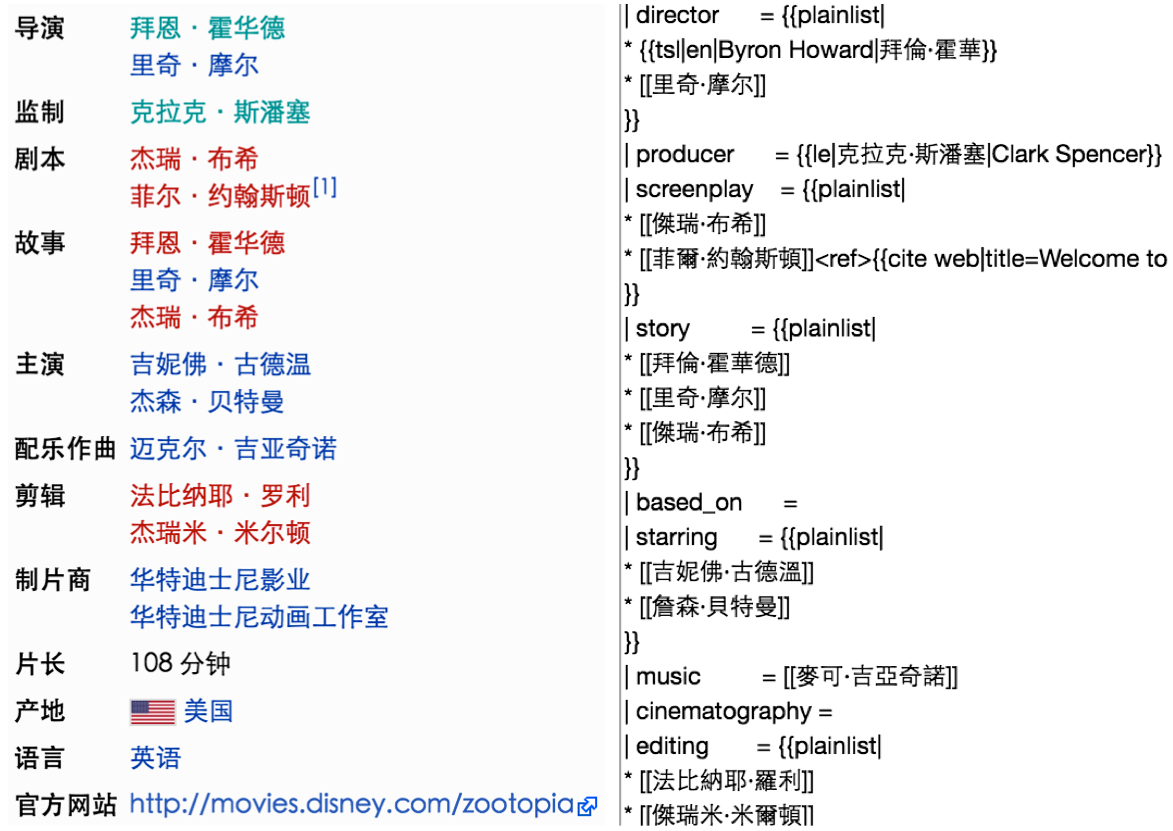 导演 拜恩·霍华德
里奇·摩尔
监制 克拉克·斯潘塞
剧本 杰瑞·布希
菲尔·约翰斯顿[1]
故事 拜恩·霍华德
里奇·摩尔
杰瑞·布希
主演 吉妮佛·古德温
杰森·贝特曼
配乐作曲 迈克尔·吉亚奇诺
剪辑 法比纳耶·罗利
杰瑞米·米尔顿
制片商 华特迪士尼影业
华特迪士尼动画工作室
片长 108 分钟
产地 美国
语言 英语
官方网站 http://movies.disney.com/zootopia
| director = {{plainlist|
* {{tsl|en|Byron Howard|拜倫·霍華}}
* [[里奇·摩尔]]
}}
| producer = {{le|克拉克·斯潘塞|Clark Spencer}}
| screenplay = {{plainlist|
* [[傑瑞·布希]]
* [[菲爾·約翰斯頓]]<ref>{{cite web|title=Welcome to
}}
| story = {{plainlist|
* [[拜倫·霍華德]]
* [[里奇·摩尔]]
* [[傑瑞·布希]]
}}
| based_on =
| starring = {{plainlist|
* [[吉妮佛·古德溫]]
* [[詹森·貝特曼]]
}}
| music = [[麥可·吉亞奇諾]]
| cinematography =
| editing = {{plainlist|
* [[法比納耶·羅利]]
* [[傑瑞米·米爾頓]]